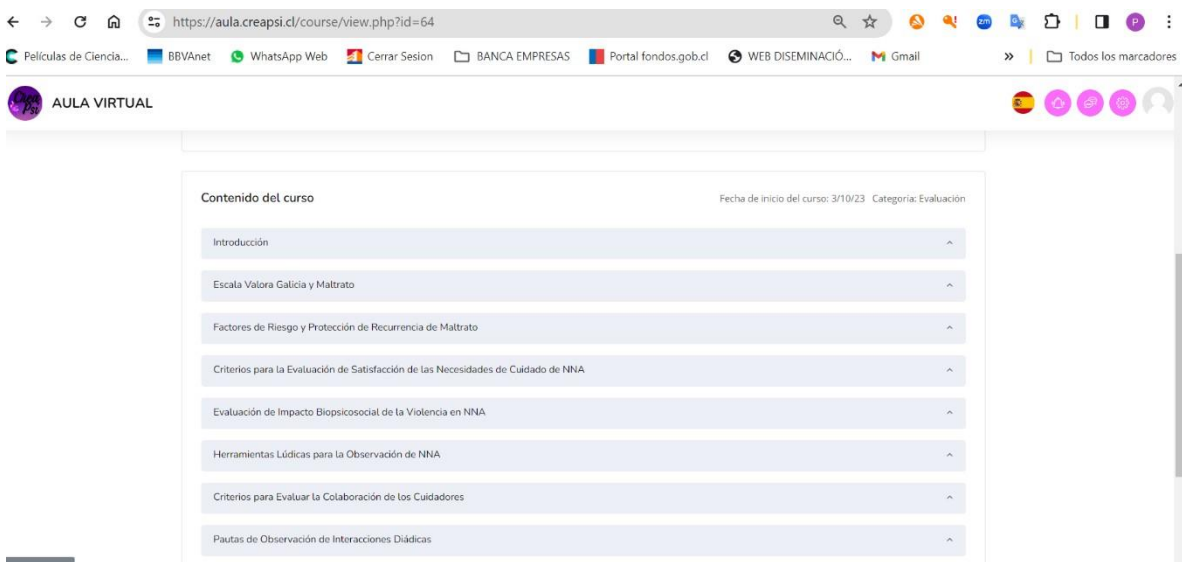 https://aula.creapsi.cl/course/view.php?id=64
Películas de Ciencia... BBVAnet WhatsApp Web Cerrar Sesion BANCA EMPRESAS Portal fondos.gob.cl WEB DISEMINACIÓ... Gmail » Todos los marcadores
Crea Psi AULA VIRTUAL
Contenido del curso Fecha de inicio del curso: 3/10/23 Categoría: Evaluación
Introducción
Escala Valora Galicia y Maltrato
Factores de Riesgo y Protección de Recurrencia de Maltrato
Criterios para la Evaluación de Satisfacción de las Necesidades de Cuidado de NNA
Evaluación de Impacto Biopsicosocial de la Violencia en NNA
Herramientas Lúdicas para la Observación de NNA
Criterios para Evaluar la Colaboración de los Cuidadores
Pautas de Observación de Interacciones Diádicas